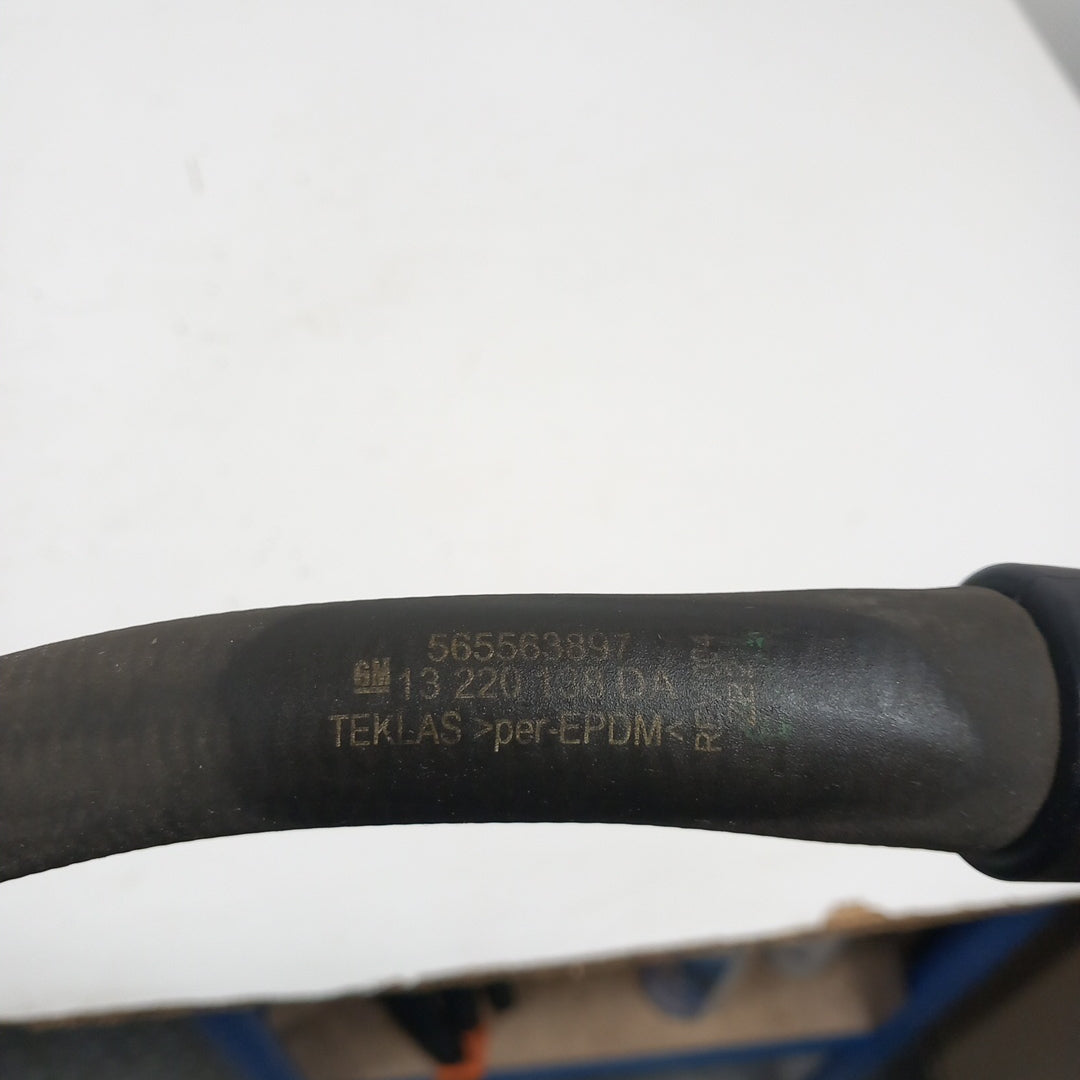 565563897
GM 13 220 138 DA
TEKLAS >per-EPDM<